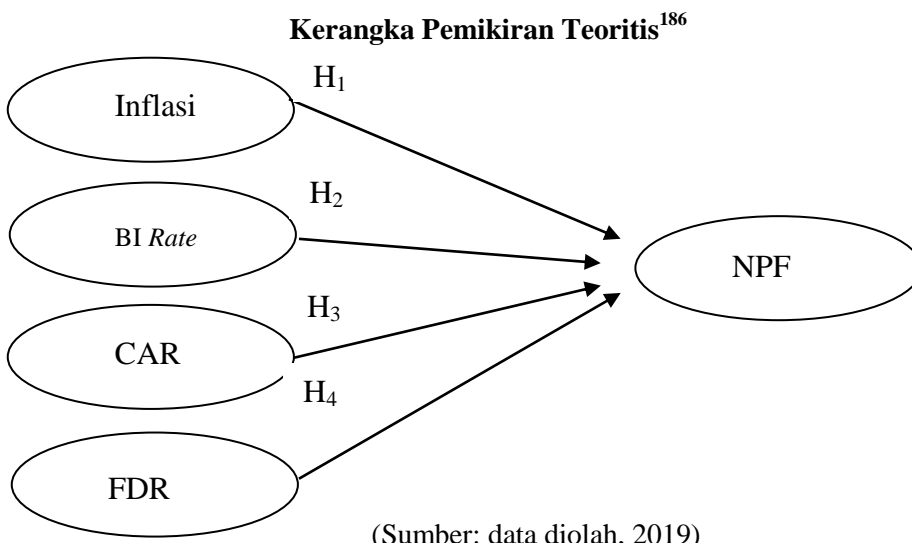 Kerangka Pemikiran Teoritis¹⁸⁶
H₁
Inflasi
H₂
BI Rate
NPF
H₃
CAR
H₄
FDR
(Sumber: data diolah, 2019)